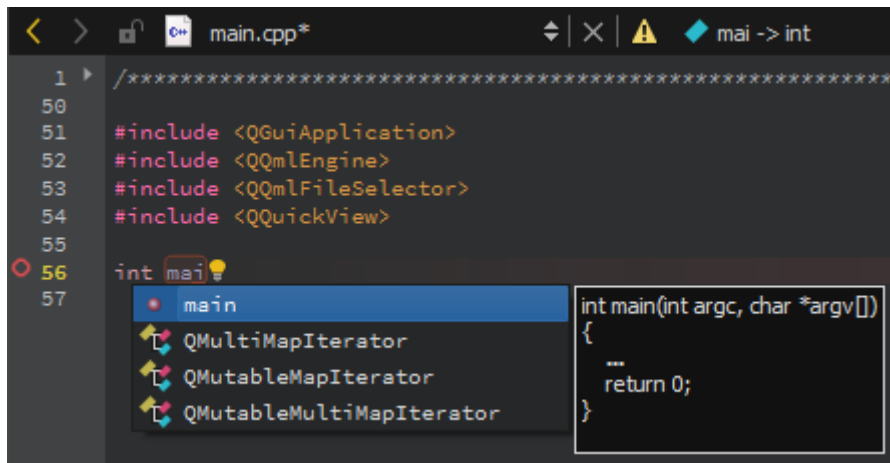 C++ main.cpp* mai -> int
1 /***********************************************************
50
51 #include <QGuiApplication>
52 #include <QQmlEngine>
53 #include <QQmlFileSelector>
54 #include <QQuickView>
55
56 int mai
57
main
QMultiMapIterator
QMutableMapIterator
QMutableMultiMapIterator
int main(int argc, char *argv[])
{
...
return 0;
}